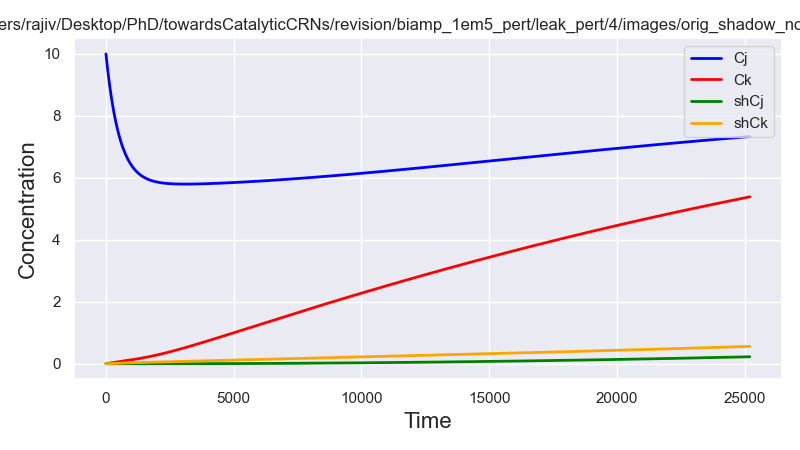 ers/rajiv/Desktop/PhD/towardsCatalyticCRNs/revision/biamp_1em5_pert/leak_pert/4/images/orig_shadow_no
Cj
Ck
shCj
shCk
Concentration
10
8
6
4
2
0
0 5000 10000 15000 20000 25000
Time